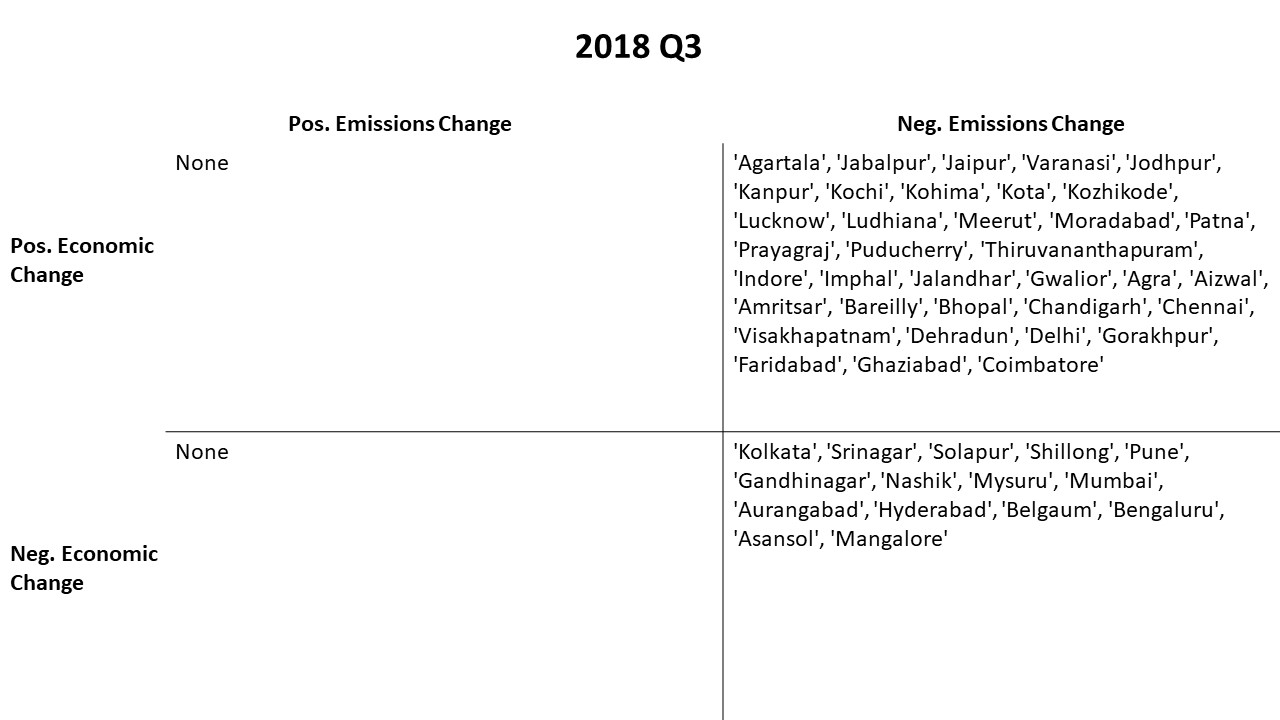 2018 Q3
Pos. Emissions Change
Neg. Emissions Change
Pos. Economic
Change
None
'Agartala', 'Jabalpur', 'Jaipur', 'Varanasi', 'Jodhpur',
'Kanpur', 'Kochi', 'Kohima', 'Kota', 'Kozhikode',
'Lucknow', 'Ludhiana', 'Meerut', 'Moradabad', 'Patna',
'Prayagraj', 'Puducherry', 'Thiruvananthapuram',
'Indore', 'Imphal', 'Jalandhar', 'Gwalior', 'Agra', 'Aizwal',
'Amritsar', 'Bareilly', 'Bhopal', 'Chandigarh', 'Chennai',
'Visakhapatnam', 'Dehradun', 'Delhi', 'Gorakhpur',
'Faridabad', 'Ghaziabad', 'Coimbatore'
Neg. Economic
Change
None
'Kolkata', 'Srinagar', 'Solapur', 'Shillong', 'Pune',
'Gandhinagar', 'Nashik', 'Mysuru', 'Mumbai',
'Aurangabad', 'Hyderabad', 'Belgaum', 'Bengaluru',
'Asansol', 'Mangalore'